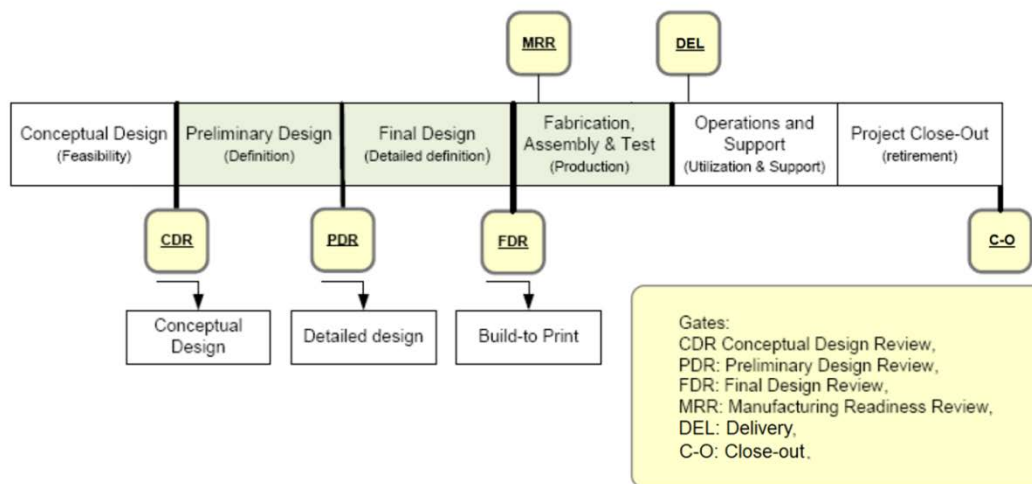 MRR
DEL
Conceptual Design
(Feasibility)
Preliminary Design
(Definition)
Final Design
(Detailed definition)
Fabrication,
Assembly & Test
(Production)
Operations and
Support
(Utilization & Support)
Project Close-Out
(retirement)
CDR
PDR
FDR
C-O
Conceptual
Design
Detailed design
Build-to Print
Gates:
CDR Conceptual Design Review,
PDR: Preliminary Design Review,
FDR: Final Design Review,
MRR: Manufacturing Readiness Review,
DEL: Delivery,
C-O: Close-out.